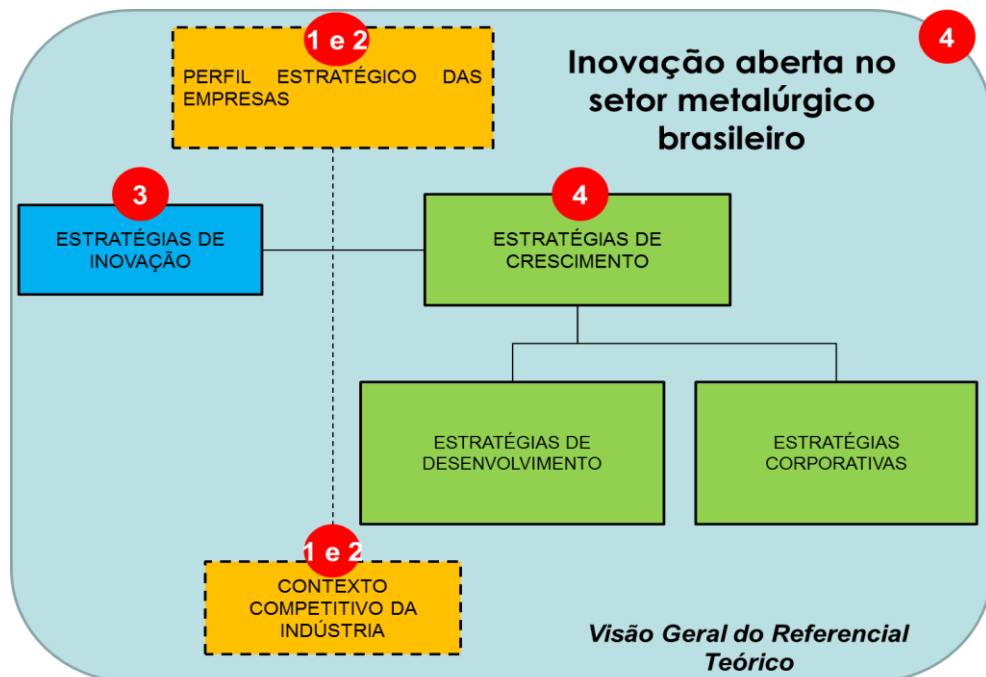 1 e 2
PERFIL ESTRATÉGICO DAS
EMPRESAS
4
Inovação aberta no
setor metalúrgico
brasileiro
3
ESTRATÉGIAS DE
INOVAÇÃO
4
ESTRATÉGIAS DE
CRESCIMENTO
ESTRATÉGIAS DE
DESENVOLVIMENTO
ESTRATÉGIAS
CORPORATIVAS
1 e 2
CONTEXTO
COMPETITIVO DA
INDÚSTRIA
Visão Geral do Referencial
Teórico